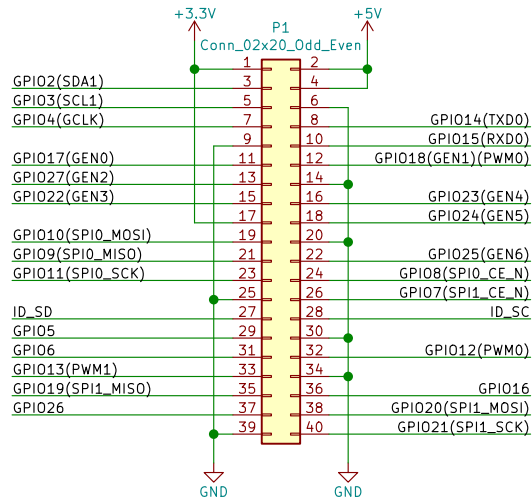 +3.3V
+5V
P1
Conn_02x20_Odd_Even
1 2
GPIO2(SDA1) 3 4
GPIO3(SCL1) 5 6
GPIO4(GCLK) 7 8 GPIO14(TXD0)
9 10 GPIO15(RXD0)
GPIO17(GEN0) 11 12 GPIO18(GEN1)(PWM0)
GPIO27(GEN2) 13 14
GPIO22(GEN3) 15 16 GPIO23(GEN4)
17 18 GPIO24(GEN5)
GPIO10(SPI0_MOSI) 19 20
GPIO9(SPI0_MISO) 21 22 GPIO25(GEN6)
GPIO11(SPI0_SCK) 23 24 GPIO8(SPI0_CE_N)
25 26 GPIO7(SPI1_CE_N)
ID_SD 27 28 ID_SC
GPIO5 29 30
GPIO6 31 32 GPIO12(PWM0)
GPIO13(PWM1) 33 34
GPIO19(SPI1_MISO) 35 36 GPIO16
GPIO26 37 38 GPIO20(SPI1_MOSI)
39 40 GPIO21(SPI1_SCK)
GND GND